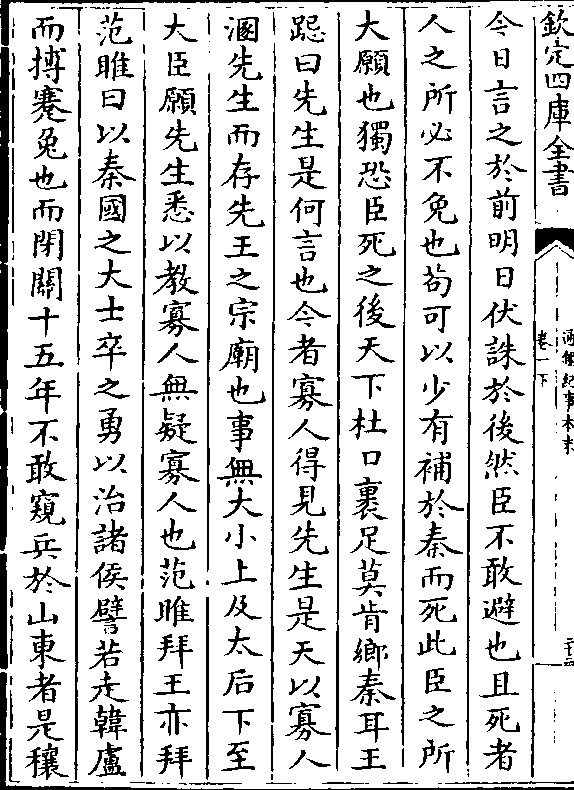 欽定四庫全書
通鑑紀事本末
卷一下
今日言之於前明日伏誅於後然臣不敢避也且死者
人之所必不免也茍可以少有補於秦而死此臣之所
大願也獨恐臣死之後天下杜口裹足莫肯鄉秦耳王
跽曰先生是何言也今者寡人得見先生是天以寡人
溷先生而存先王之宗廟也事無大小上及太后下至
大臣願先生悉以教寡人無疑寡人也范睢拜王亦拜
范睢曰以秦國之大士卒之勇以治諸侯譬若走韓盧
而搏蹇兔也而閉關十五年不敢窺兵於山東者是穰